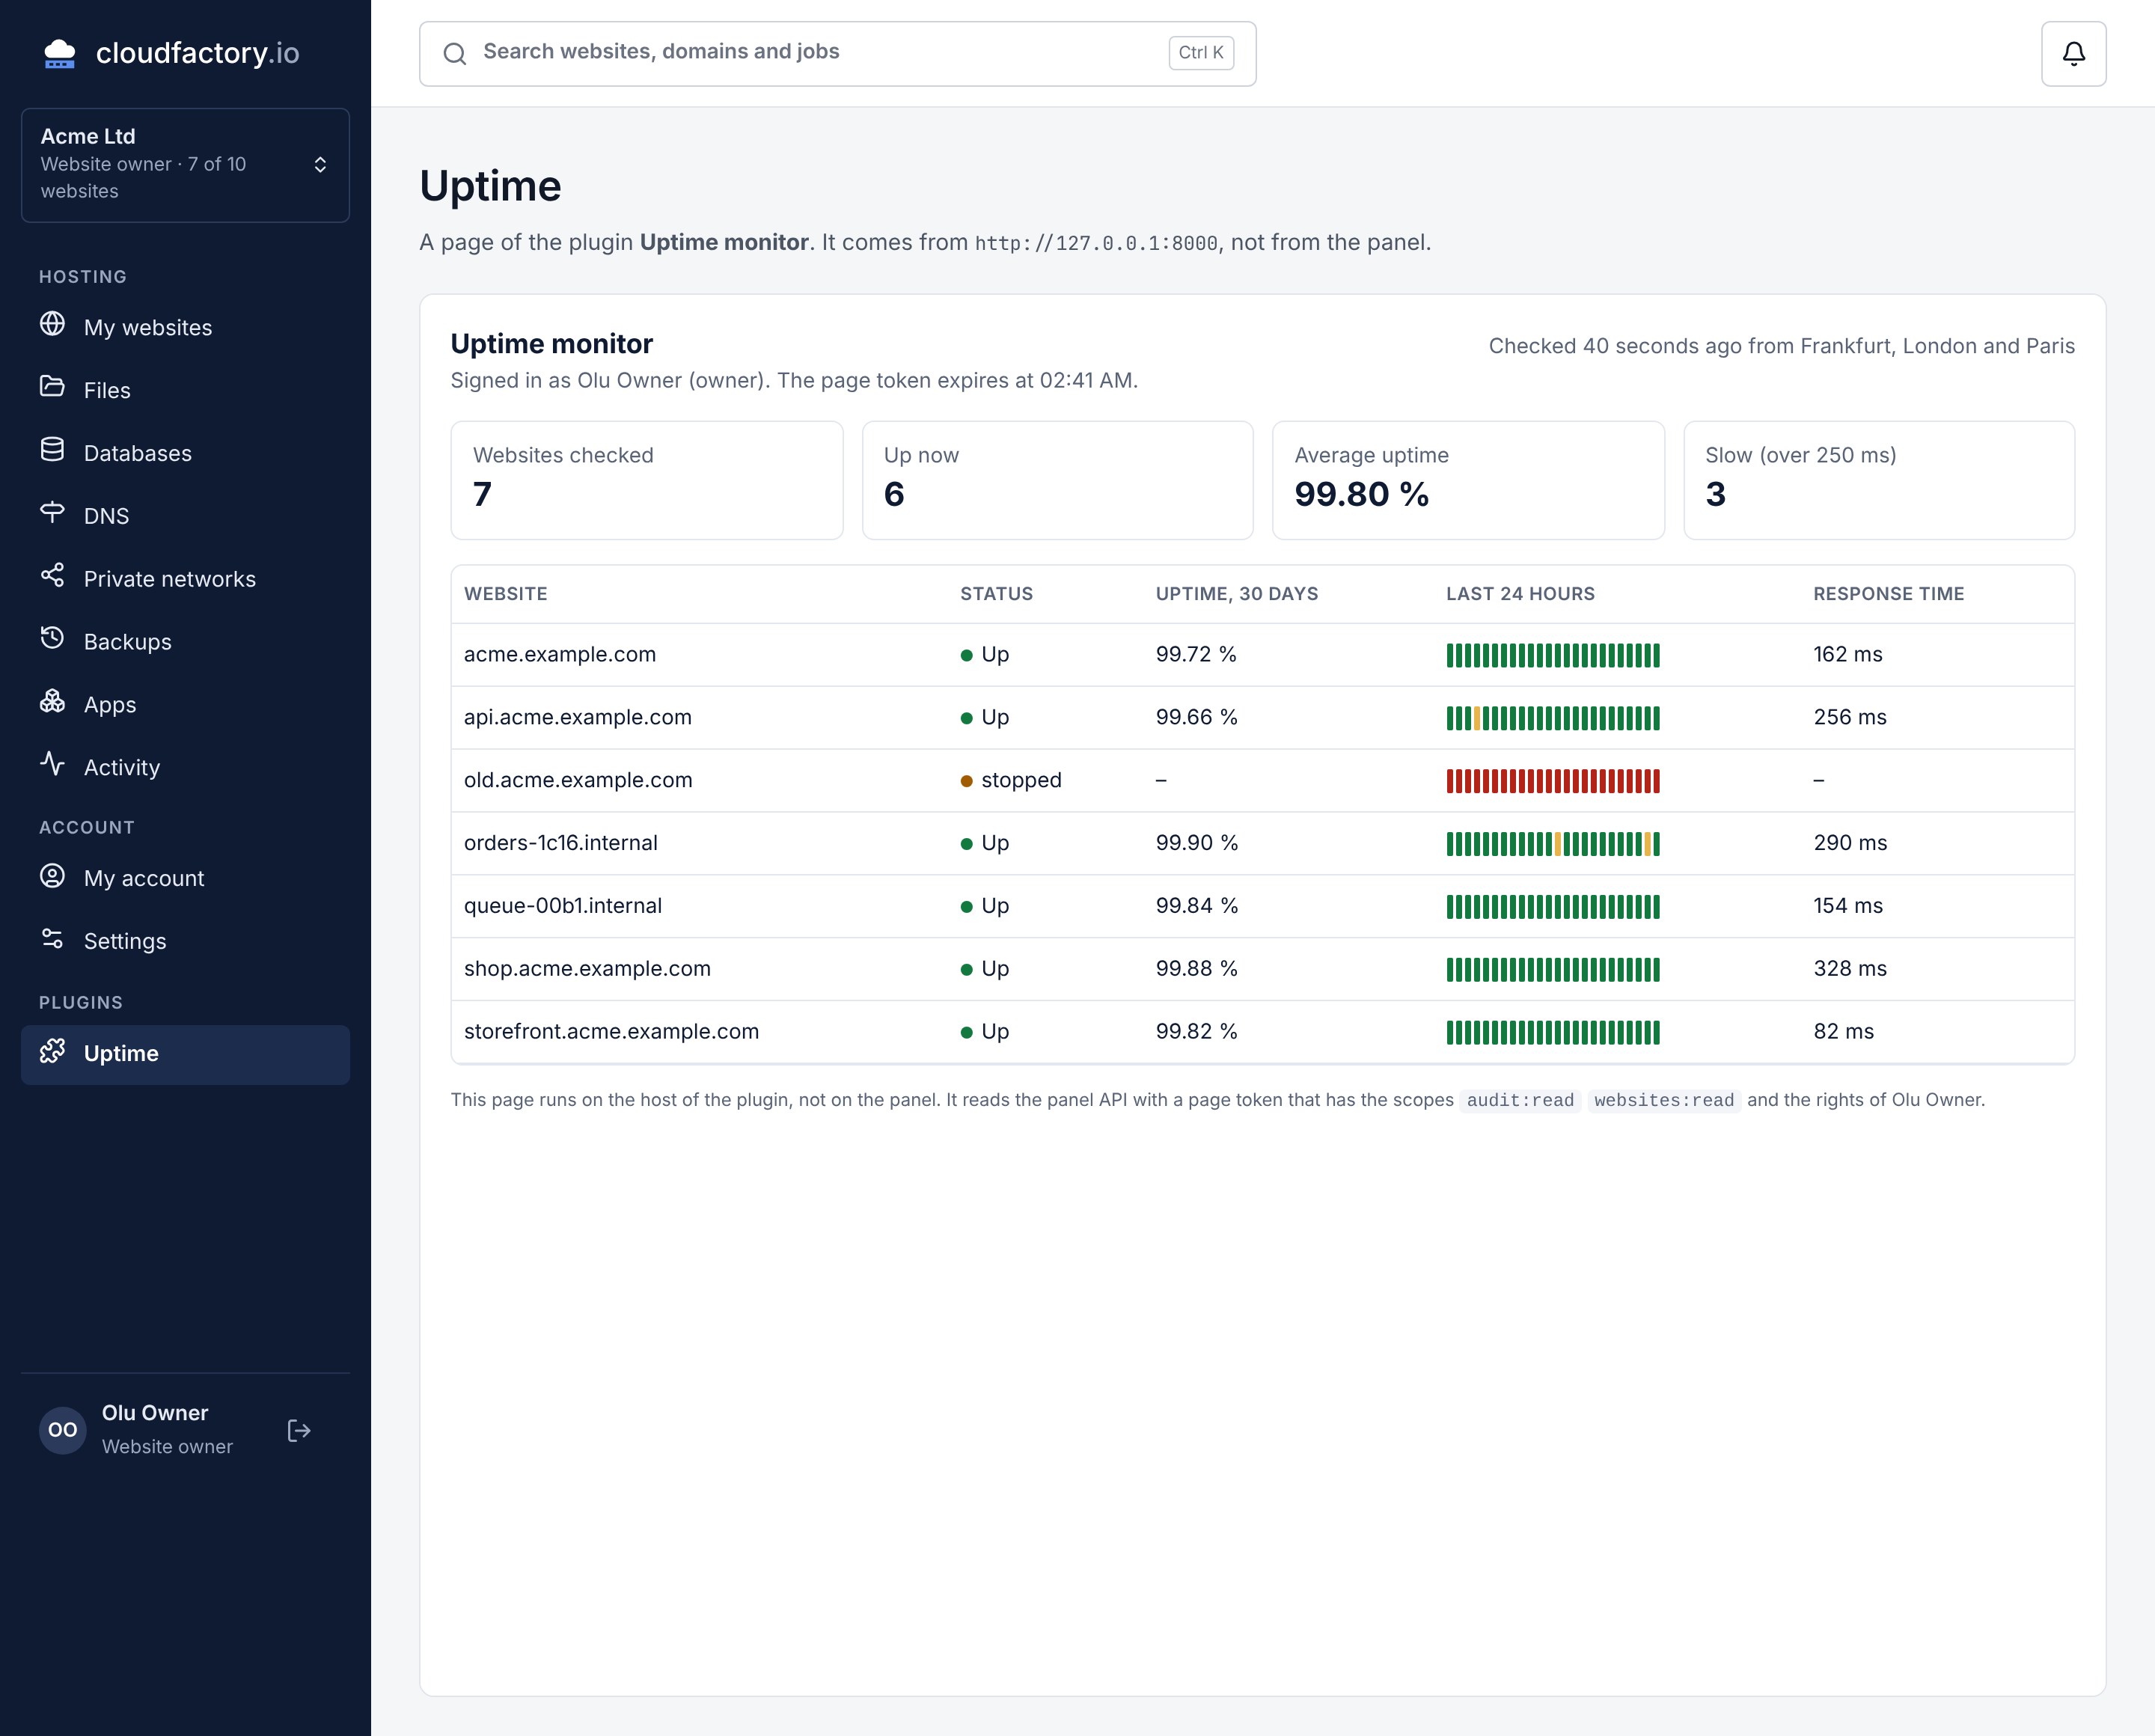 cloudfactory.io
Acme Ltd
Website owner · 7 of 10
websites
HOSTING
My websites
Files
Databases
DNS
Private networks
Backups
Apps
Activity
ACCOUNT
My account
Settings
PLUGINS
Uptime
OO
Olu Owner
Website owner
Search websites, domains and jobs
Ctrl K
Uptime
A page of the plugin Uptime monitor. It comes from http://127.0.0.1:8000, not from the panel.
Uptime monitor
Checked 40 seconds ago from Frankfurt, London and Paris
Signed in as Olu Owner (owner). The page token expires at 02:41 AM.
Websites checked
7
Up now
6
Average uptime
99.80 %
Slow (over 250 ms)
3
WEBSITE STATUS UPTIME, 30 DAYS LAST 24 HOURS RESPONSE TIME
acme.example.com Up 99.72 % 162 ms
api.acme.example.com Up 99.66 % 256 ms
old.acme.example.com stopped – –
orders-1c16.internal Up 99.90 % 290 ms
queue-00b1.internal Up 99.84 % 154 ms
shop.acme.example.com Up 99.88 % 328 ms
storefront.acme.example.com Up 99.82 % 82 ms
This page runs on the host of the plugin, not on the panel. It reads the panel API with a page token that has the scopes audit:read websites:read and the rights of Olu Owner.